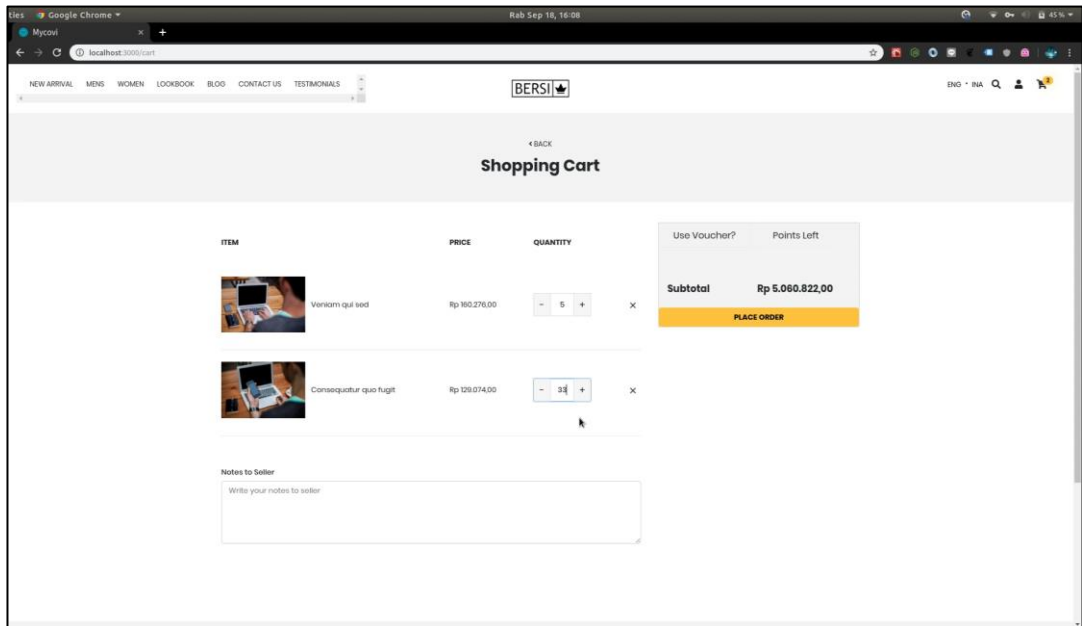 ties Google Chrome Rab Sep 18, 16:08 45 %
Mycovi
localhost:3000/cart
NEW ARRIVAL MENS WOMEN LOOKBOOK BLOG CONTACT US TESTIMONIALS BERSI ENG - INA 2
< BACK
Shopping Cart
ITEM PRICE QUANTITY
Use Voucher? Points Left
Veniam qui sed Rp 160.276,00 - 5 + ×
Subtotal Rp 5.060.822,00
PLACE ORDER
Consequatur quo fugit Rp 129.074,00 - 33 + ×
Notes to Seller
Write your notes to seller